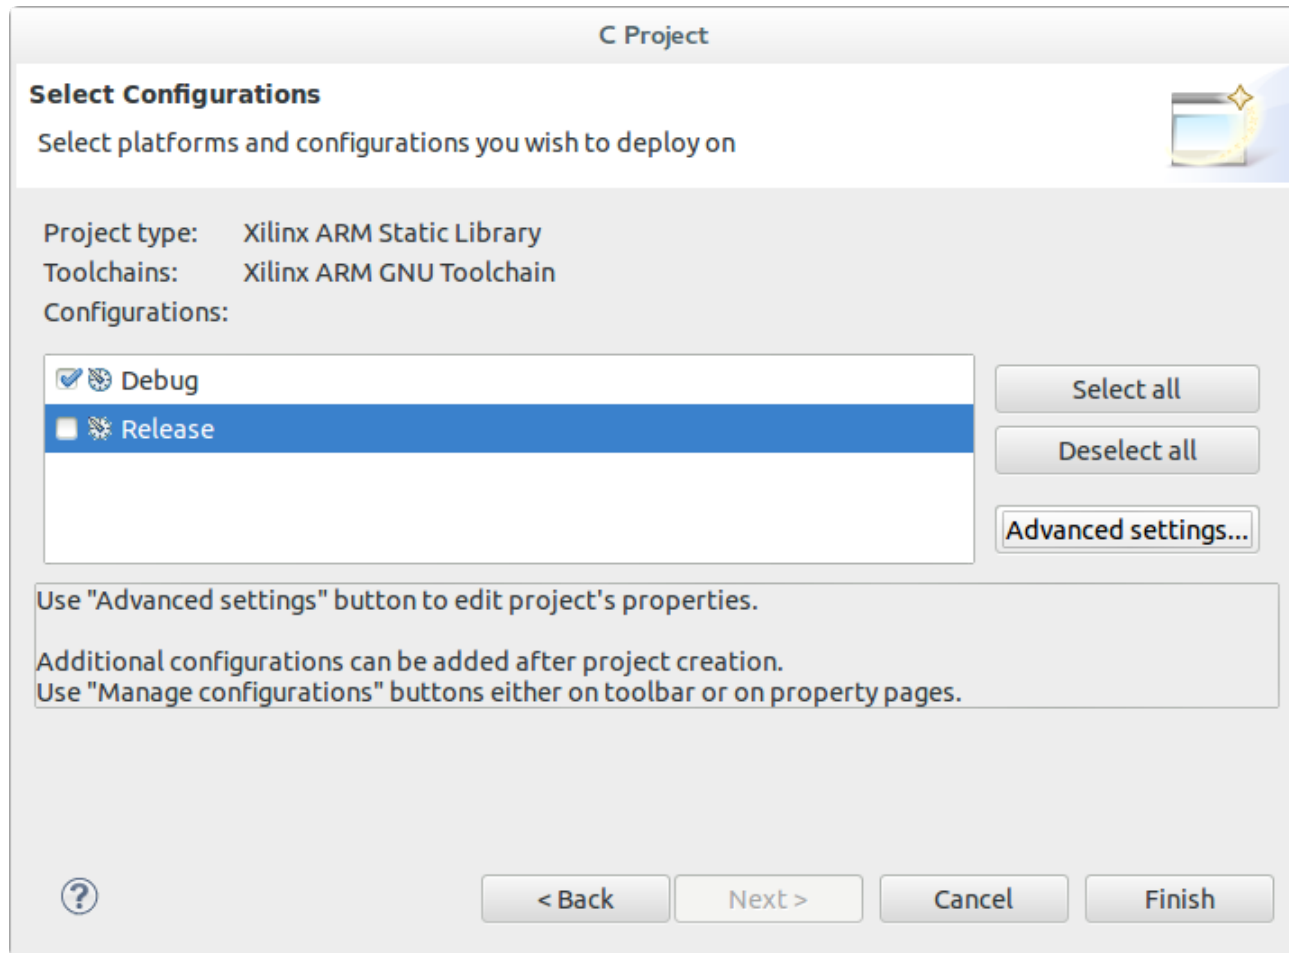 C Project
Select Configurations
Select platforms and configurations you wish to deploy on
Project type: Xilinx ARM Static Library
Toolchains: Xilinx ARM GNU Toolchain
Configurations:
Debug
Release
Select all
Deselect all
Advanced settings...
Use "Advanced settings" button to edit project's properties.
Additional configurations can be added after project creation.
Use "Manage configurations" buttons either on toolbar or on property pages.
?
< Back
Next >
Cancel
Finish